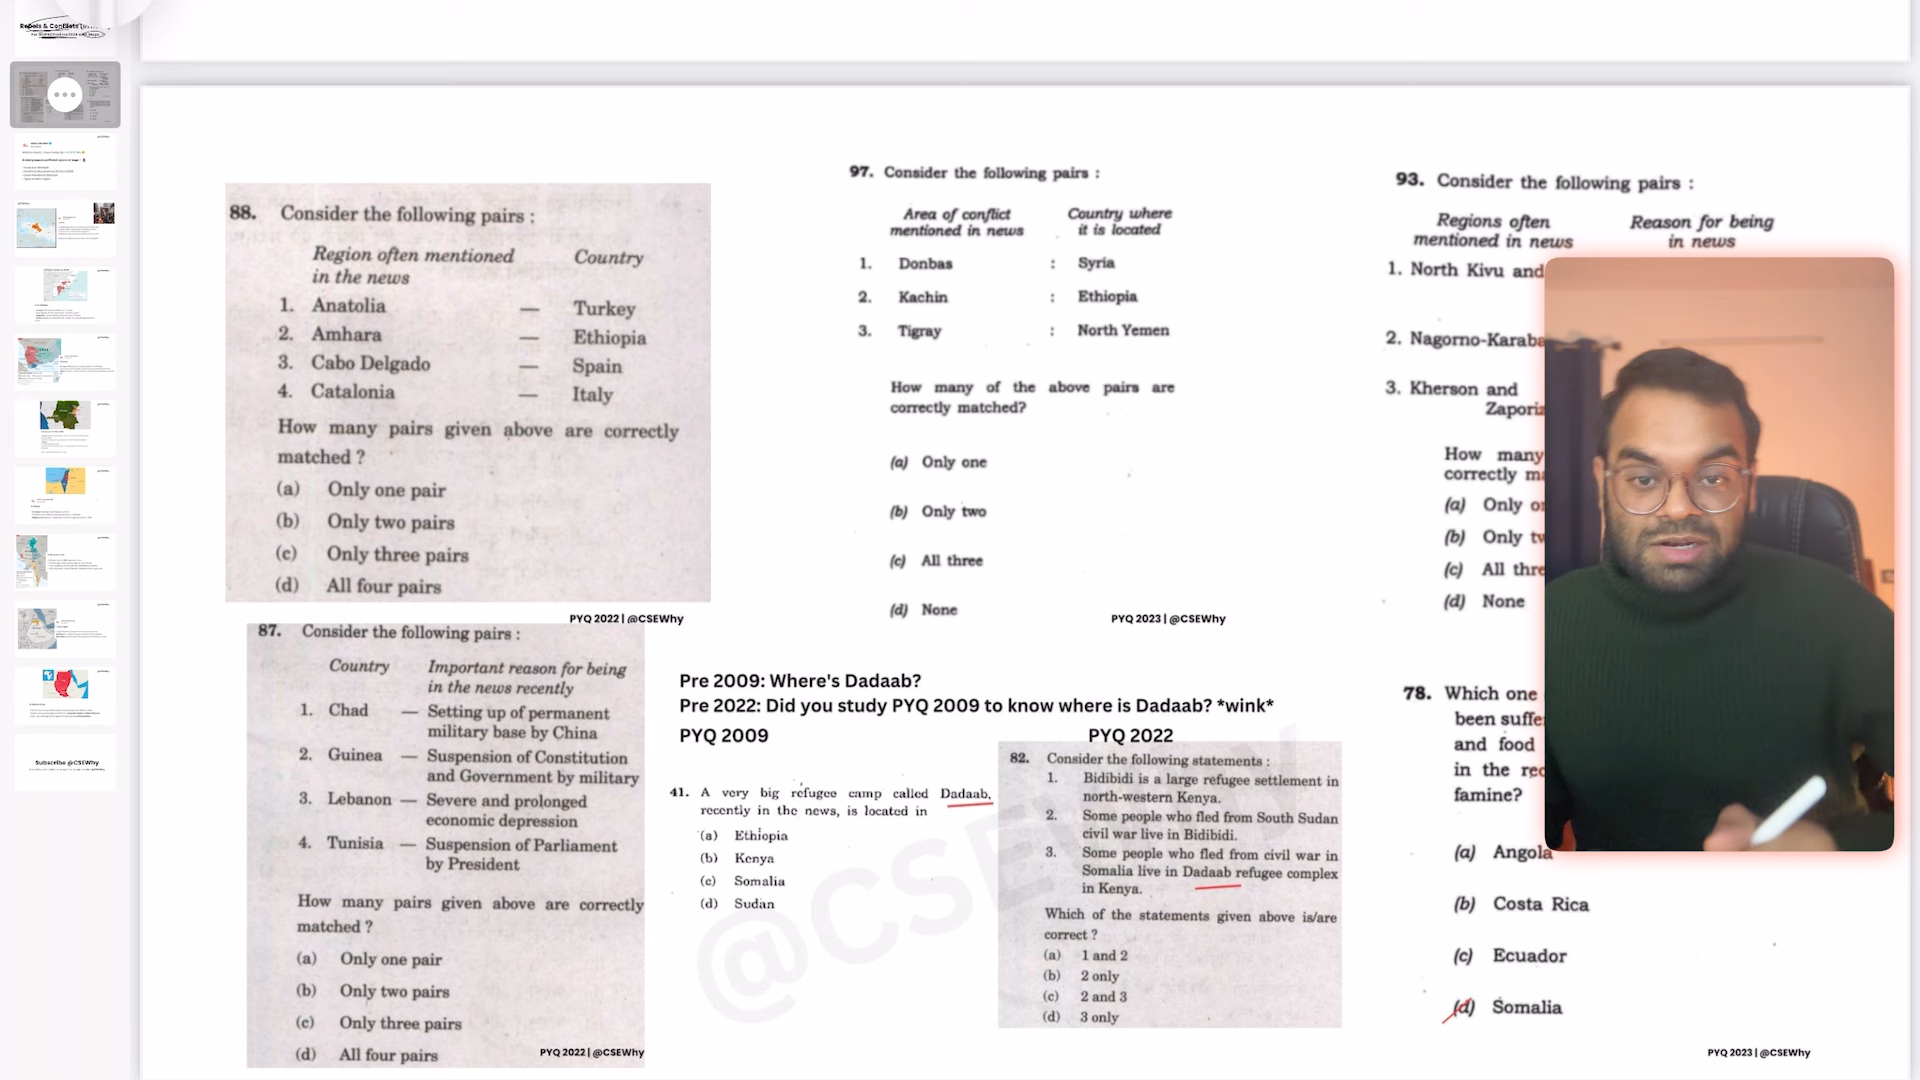 88. Consider the following pairs :
Region often mentioned in the news
Country
1. Anatolia — Turkey
2. Amhara — Ethiopia
3. Cabo Delgado — Spain
4. Catalonia — Italy
How many pairs given above are correctly
matched ?
(a) Only one pair
(b) Only two pairs
(c) Only three pairs
(d) All four pairs
PYQ 2022 | @CSEWhy
87. Consider the following pairs :
Country
Important reason for being
in the news recently
1. Chad — Setting up of permanent
military base by China
2. Guinea — Suspension of Constitution
and Government by military
3. Lebanon — Severe and prolonged
economic depression
4. Tunisia — Suspension of Parliament
by President
How many pairs given above are correctly
matched ?
(a) Only one pair
(b) Only two pairs
(c) Only three pairs
(d) All four pairs
PYQ 2022 | @CSEWhy
97. Consider the following pairs :
Area of conflict
mentioned in news
Country where
it is located
1. Donbas : Syria
2. Kachin : Ethiopia
3. Tigray : North Yemen
How many of the above pairs are
correctly matched?
(a) Only one
(b) Only two
(c) All three
(d) None
PYQ 2023 | @CSEWhy
Pre 2009: Where's Dadaab?
Pre 2022: Did you study PYQ 2009 to know where is Dadaab? *wink*
PYQ 2009
41. A very big refugee camp called Dadaab,
recently in the news, is located in
(a) Ethiopia
(b) Kenya
(c) Somalia
(d) Sudan
PYQ 2022
82. Consider the following statements :
1. Bidibidi is a large refugee settlement in
north-western Kenya.
2. Some people who fled from South Sudan
civil war live in Bidibidi.
3. Some people who fled from civil war in
Somalia live in Dadaab refugee complex
in Kenya.
Which of the statements given above is/are
correct ?
(a) 1 and 2
(b) 2 only
(c) 2 and 3
(d) 3 only
93. Consider the following pairs :
Regions often
mentioned in news
Reason for being
in news
1. North Kivu and
2. Nagorno-Karaba
3. Kherson and
Zapori
How many
correctly
(a) Only
(b) Only
(c) All
(d) None
78. Which one
been
and food
in the
famine?
(a) Angola
(b) Costa Rica
(c) Ecuador
(d) Somalia
PYQ 2023 | @CSEWhy
Subscribe @CSEWhy